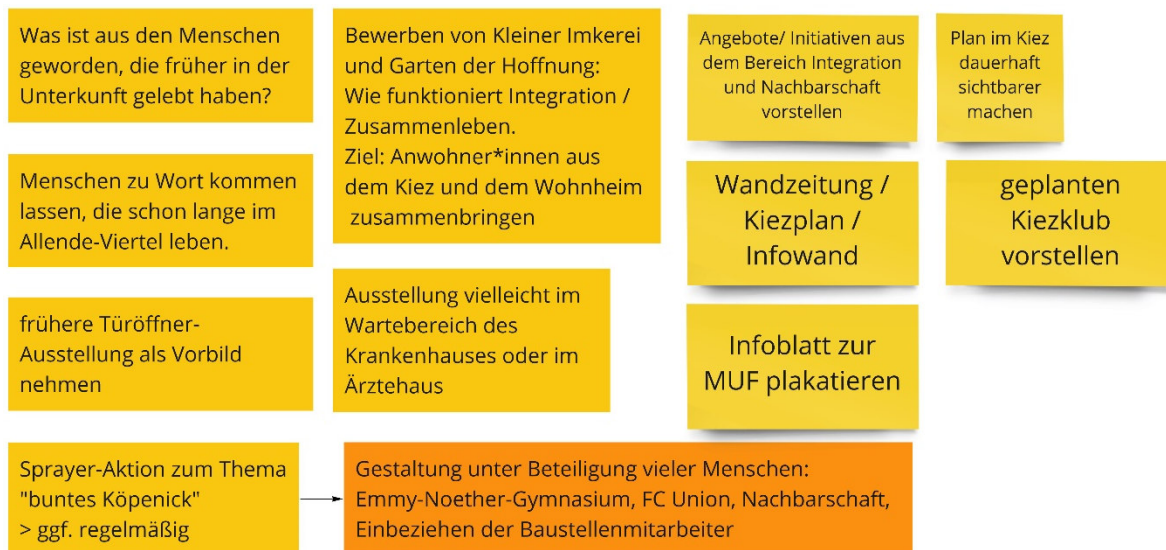 Was ist aus den Menschen
geworden, die früher in der
Unterkunft gelebt haben?
Bewerben von Kleiner Imkerei
und Garten der Hoffnung:
Wie funktioniert Integration /
Zusammenleben.
Ziel: Anwohner*innen aus
dem Kiez und dem Wohnheim
zusammenbringen
Angebote/ Initiativen aus
dem Bereich Integration
und Nachbarschaft
vorstellen
Plan im Kiez
dauerhaft
sichtbarer
machen
Menschen zu Wort kommen
lassen, die schon lange im
Allende-Viertel leben.
Wandzeitung /
Kiezplan /
Infowand
geplanten
Kiezklub
vorstellen
frühere Türöffner-
Ausstellung als Vorbild
nehmen
Ausstellung vielleicht im
Wartebereich des
Krankenhauses oder im
Ärztehaus
Infoblatt zur
MUF plakatieren
Sprayer-Aktion zum Thema
"buntes Köpenick"
> ggf. regelmäßig
Gestaltung unter Beteiligung vieler Menschen:
Emmy-Noether-Gymnasium, FC Union, Nachbarschaft,
Einbeziehen der Baustellenmitarbeiter